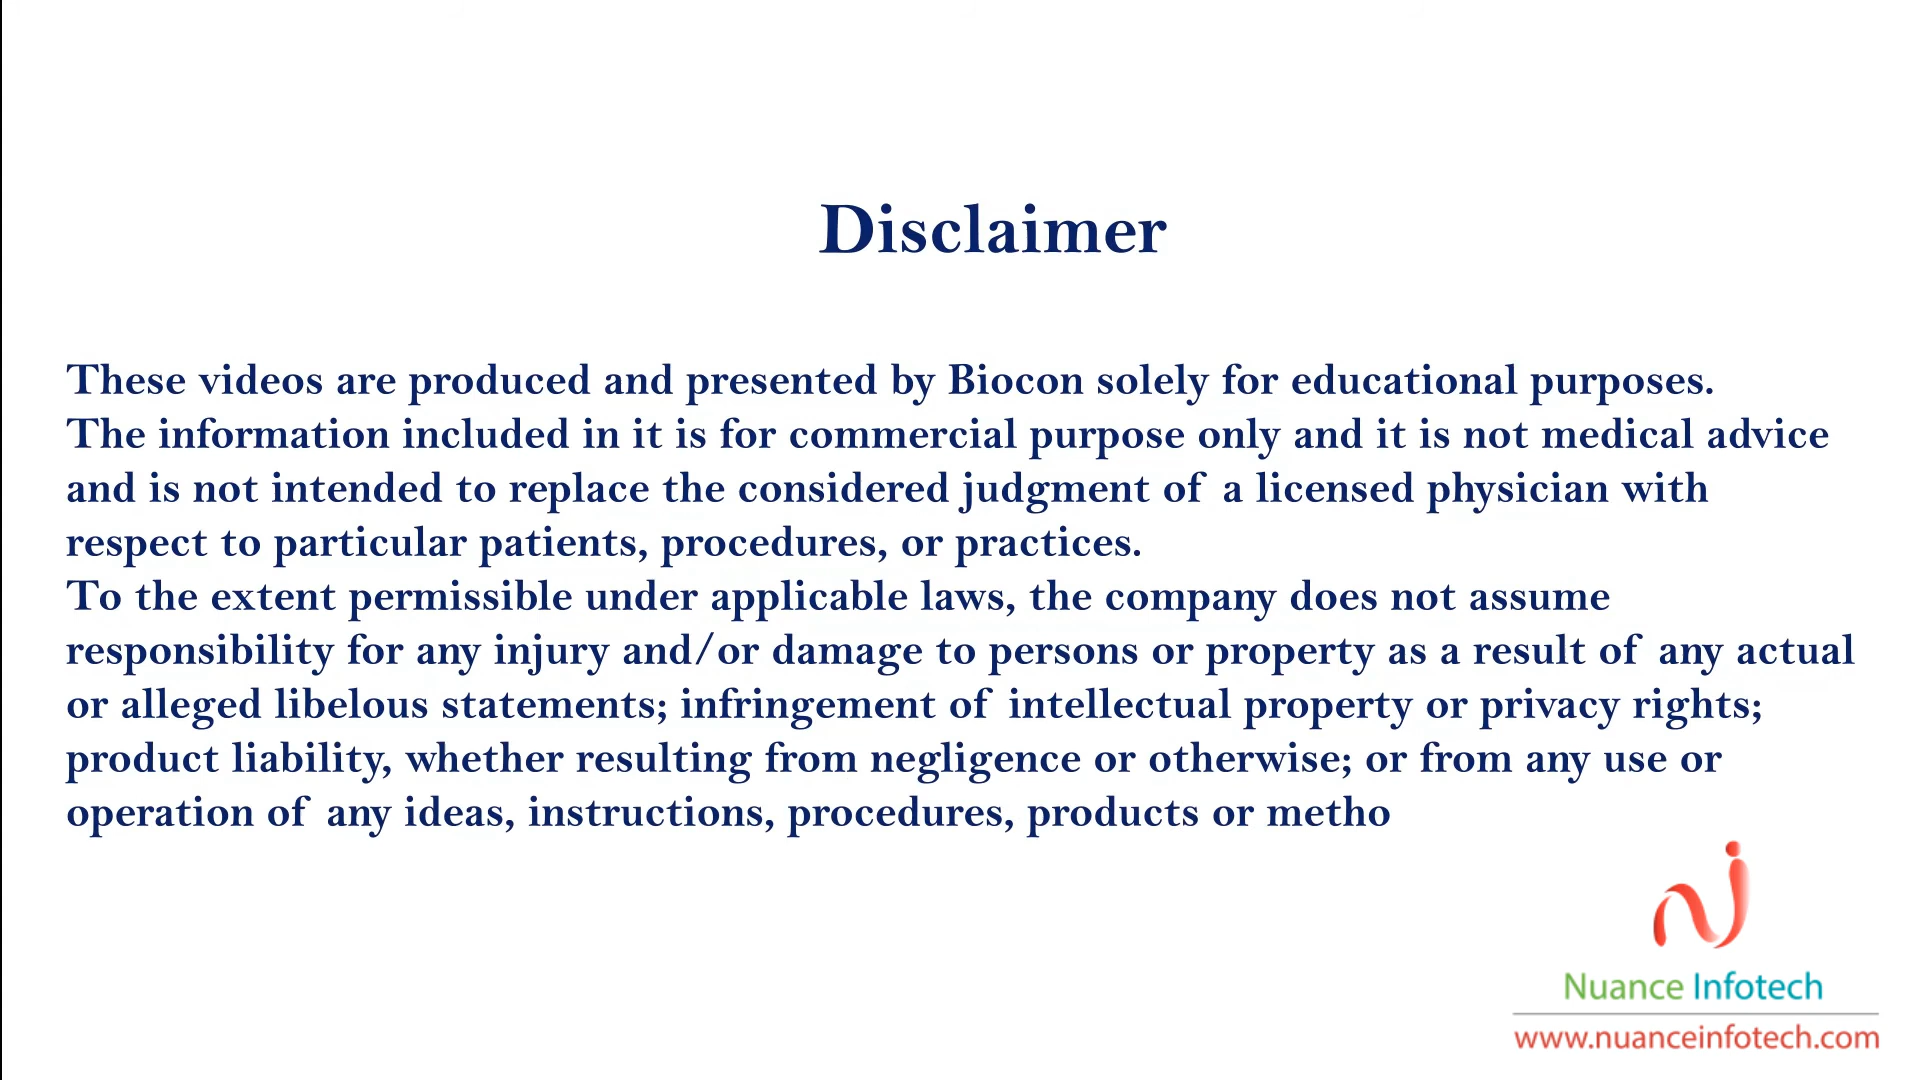 Disclaimer
These videos are produced and presented by Biocon solely for educational purposes.
The information included in it is for commercial purpose only and it is not medical advice
and is not intended to replace the considered judgment of a licensed physician with
respect to particular patients, procedures, or practices.
To the extent permissible under applicable laws, the company does not assume
responsibility for any injury and/or damage to persons or property as a result of any actual
or alleged libelous statements; infringement of intellectual property or privacy rights;
product liability, whether resulting from negligence or otherwise; or from any use or
operation of any ideas, instructions, procedures, products or metho
Nuance Infotech
www.nuanceinfotech.com